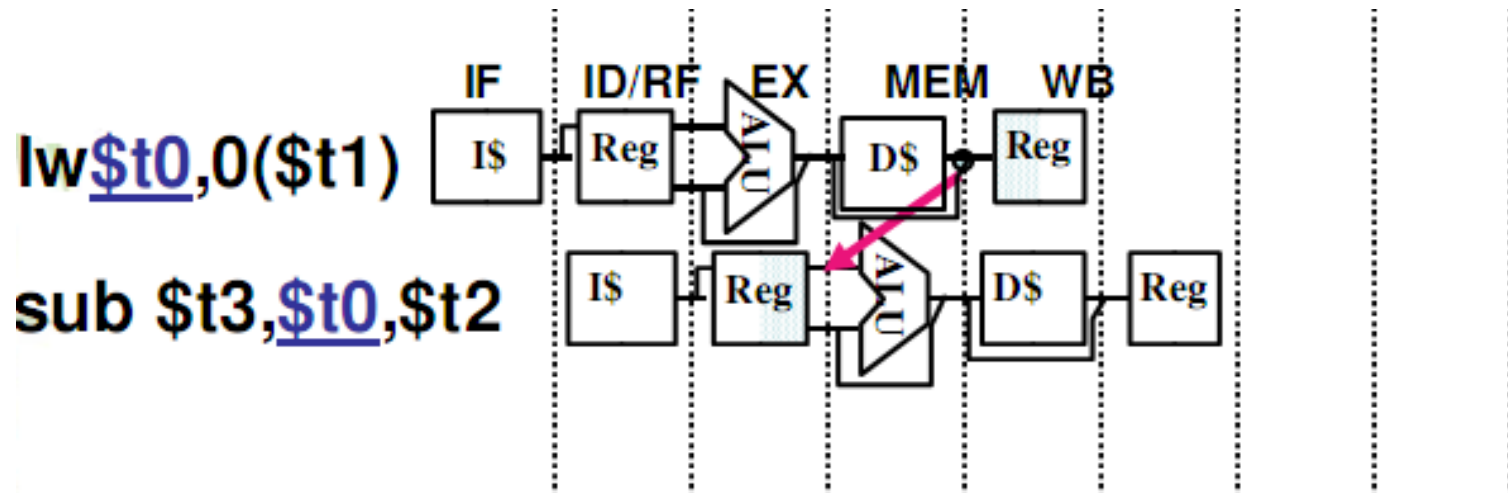 IF ID/RF EX MEM WB
lw$t0,0($t1) I$ Reg ALU D$ Reg
sub $t3,$t0,$t2 I$ Reg ALU D$ Reg